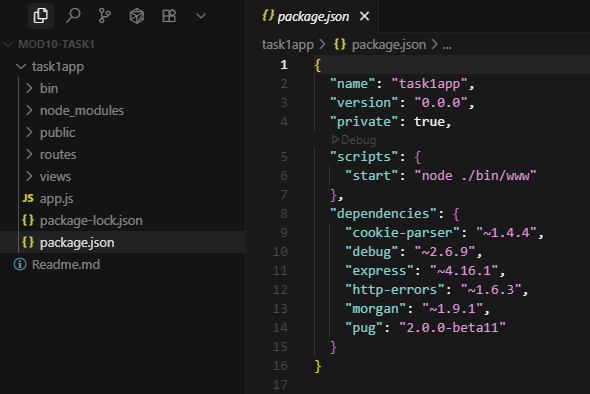 MOD10-TASK1
task1app
bin
node_modules
public
routes
views
JS app.js
{} package-lock.json
{} package.json
Readme.md
{} package.json ×
task1app > {} package.json > ...
1 {
2 "name": "task1app",
3 "version": "0.0.0",
4 "private": true,
Debug
5 "scripts": {
6 "start": "node ./bin/www"
7 },
8 "dependencies": {
9 "cookie-parser": "~1.4.4",
10 "debug": "~2.6.9",
11 "express": "~4.16.1",
12 "http-errors": "~1.6.3",
13 "morgan": "~1.9.1",
14 "pug": "2.0.0-beta11"
15 }
16 }
17